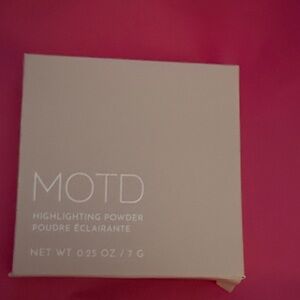 MOTD
HIGHLIGHTING POWDER
POUDRE ÉCLAIRANTE
NET WT 0.25 OZ / 7 G